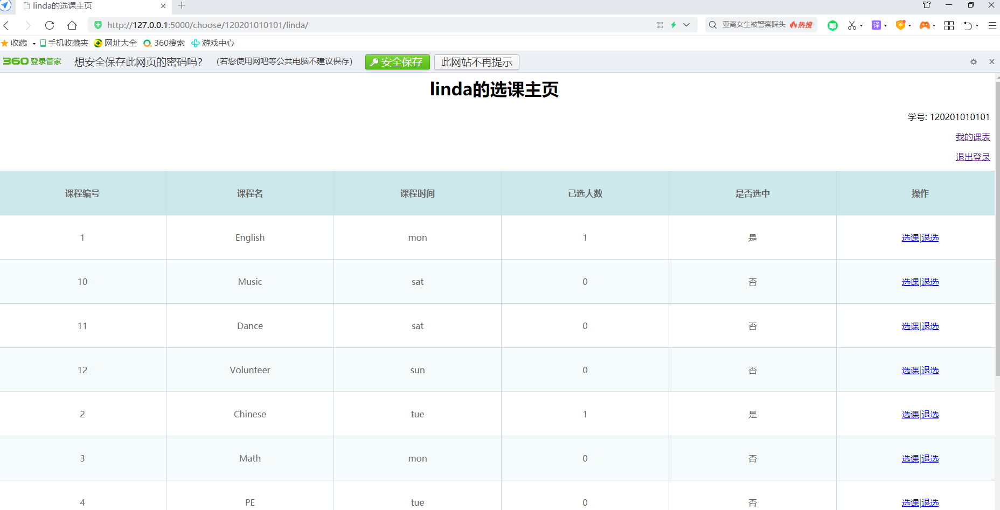 linda的选课主页
http://127.0.0.1:5000/choose/120201010101/linda/
亚裔女生被警察踩头 热搜
译
收藏 手机收藏夹 网址大全 360搜索 游戏中心
360登录管家 想安全保存此网页的密码吗? (若您使用网吧等公共电脑不建议保存) 安全保存 此网站不再提示
linda的选课主页
学号: 120201010101
我的课表
退出登录
课程编号 课程名 课程时间 已选人数 是否选中 操作
1 English mon 1 是 选课|退选
10 Music sat 0 否 选课|退选
11 Dance sat 0 否 选课|退选
12 Volunteer sun 0 否 选课|退选
2 Chinese tue 1 是 选课|退选
3 Math mon 0 否 选课|退选
4 PE tue 0 否 选课|退选